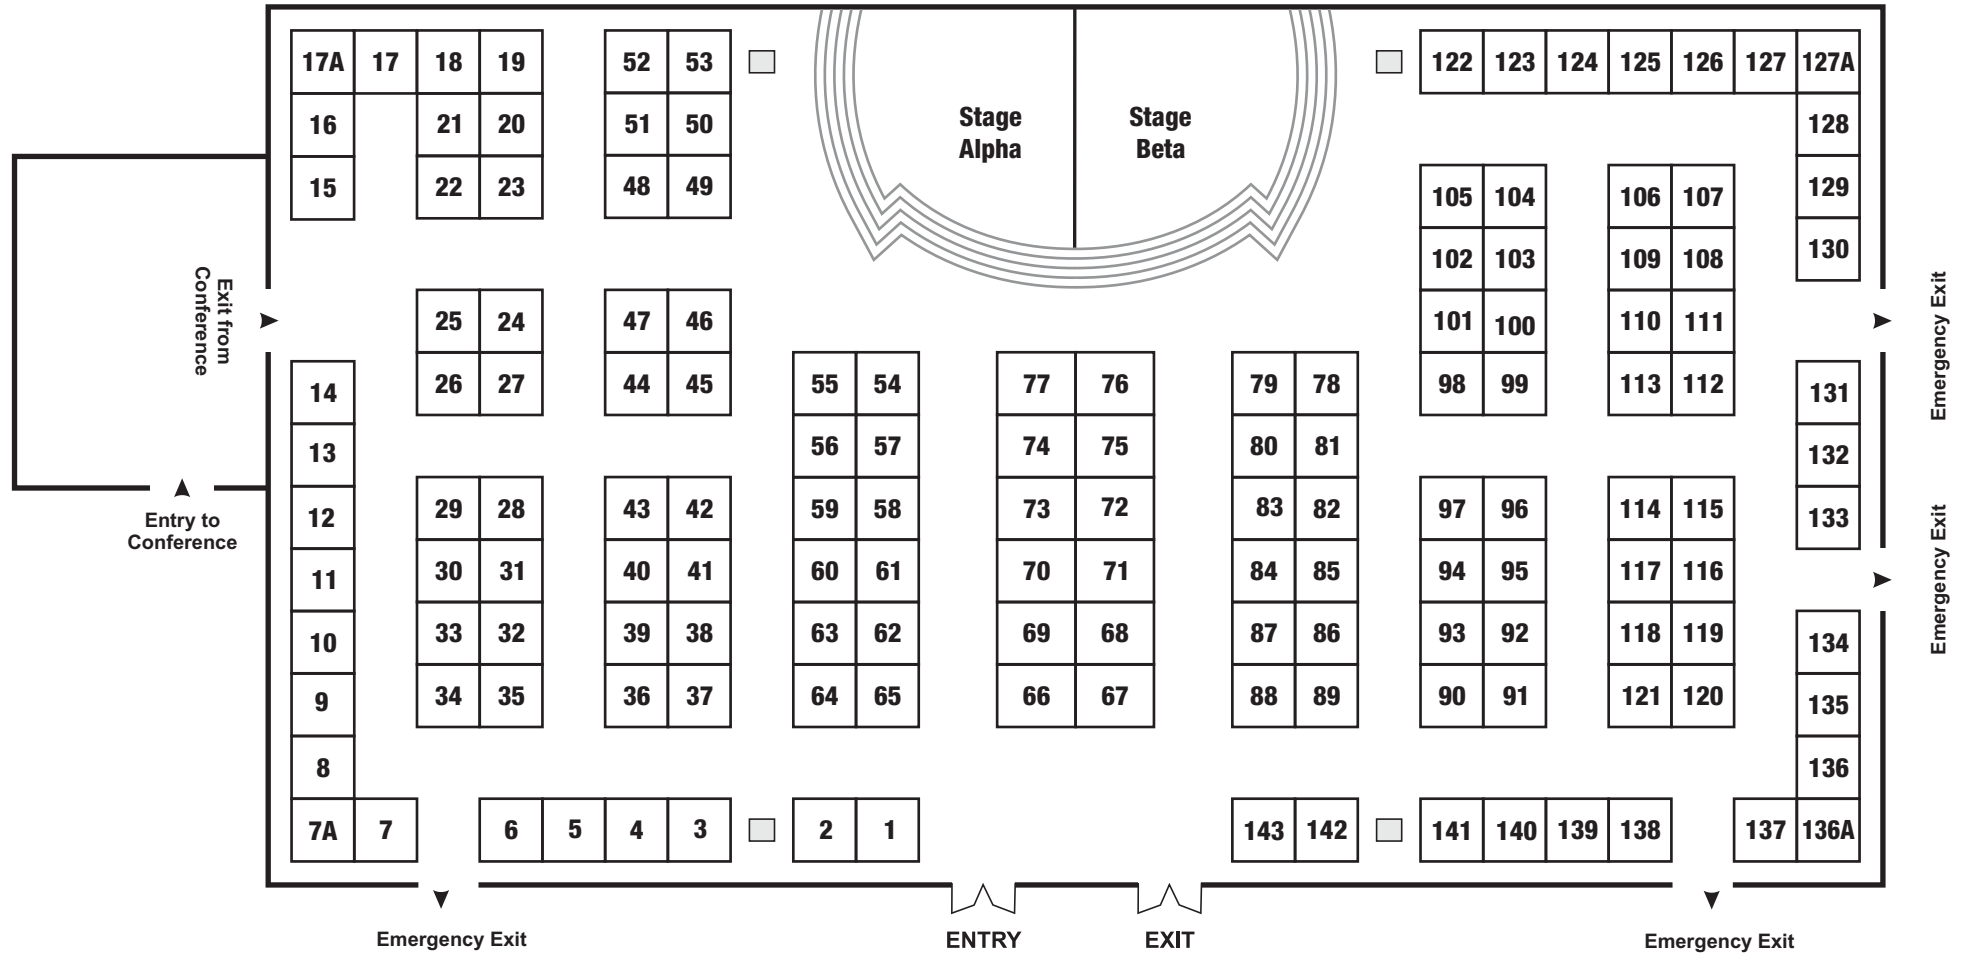 17A 17 18 19 52 53 122 123 124 125 126 127 127A
16 21 20 51 50 Stage Stage 128
Alpha Beta
15 22 23 48 49 105 104 106 107 129
102 103 109 108 130
Exit from
Conference
25 24 47 46 101 100 110 111
Emergency Exit
14 26 27 44 45 55 54 77 76 79 78 98 99 113 112 131
13 56 57 74 75 80 81 132
Entry to
Conference
12 29 28 43 42 59 58 73 72 83 82 97 96 114 115 133
11 30 31 40 41 60 61 70 71 84 85 94 95 117 116
Emergency Exit
10 33 32 39 38 63 62 69 68 87 86 93 92 118 119 134
9 34 35 36 37 64 65 66 67 88 89 90 91 121 120 135
8 136
7A 7 6 5 4 3 2 1 143 142 141 140 139 138 137 136A
Emergency Exit ENTRY EXIT Emergency Exit